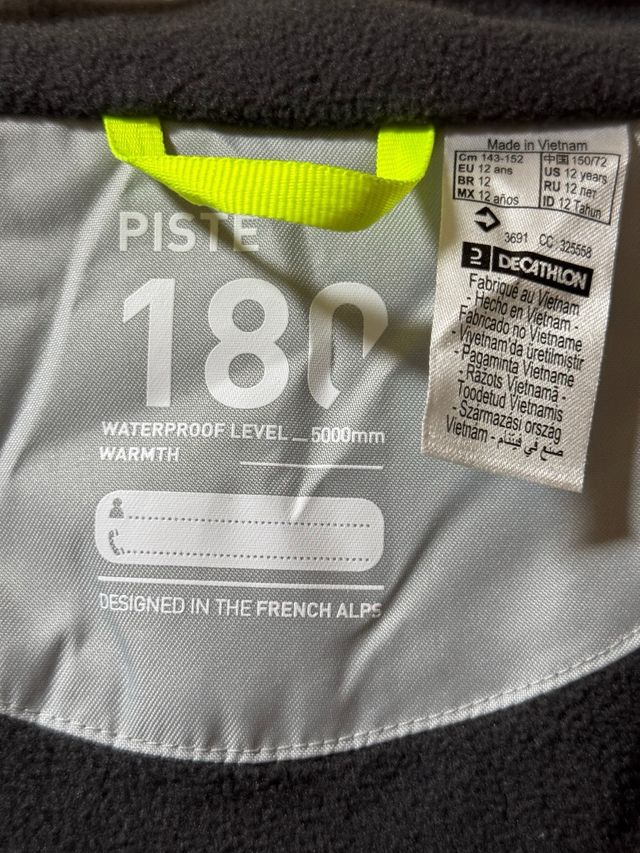 PISTE
180
WATERPROOF LEVEL _ 5000mm
WARMTH
DESIGNED IN THE FRENCH ALPS
Made in Vietnam
Cm 143-152 中国 150/72
EU 12 ans US 12 years
BR 12 RU 12 лет
MX 12 años ID 12 Tahun
3691 CC 325558
DECATHLON
Fabriqué au Vietnam
- Hecho en Vietnam -
Fabricado no Vietname
- Vıyetnam'da üretilmiştir
- Pagaminta Vietname
- Ražots Vjetnamā -
Toodetud Vietnamis
- Származási ország
Vietnam - صنع في فيتنام